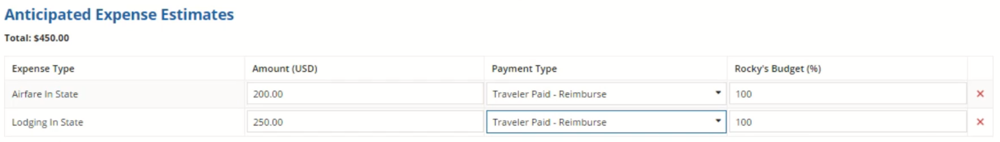 Anticipated Expense Estimates
Total: $450.00
Expense Type Amount (USD) Payment Type Rocky's Budget (%)
Airfare In State 200.00 Traveler Paid - Reimburse 100
Lodging In State 250.00 Traveler Paid - Reimburse 100